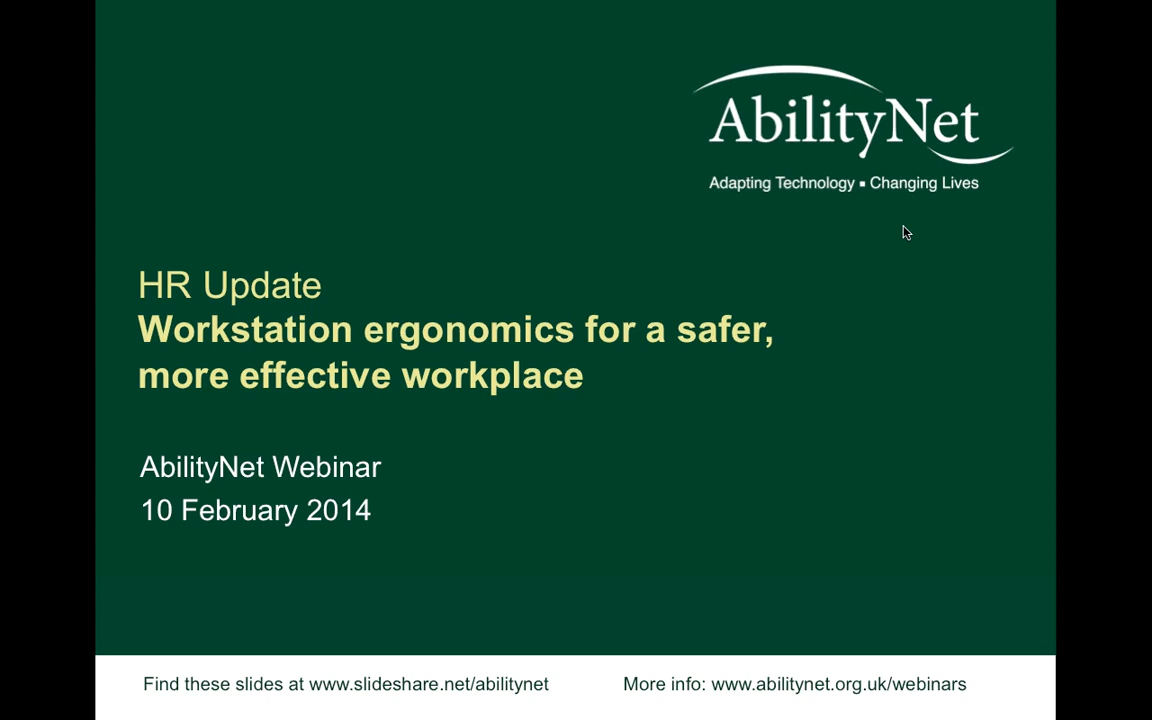 AbilityNet
Adapting Technology ▪ Changing Lives
HR Update
Workstation ergonomics for a safer,
more effective workplace
AbilityNet Webinar
10 February 2014
Find these slides at www.slideshare.net/abilitynet
More info: www.abilitynet.org.uk/webinars